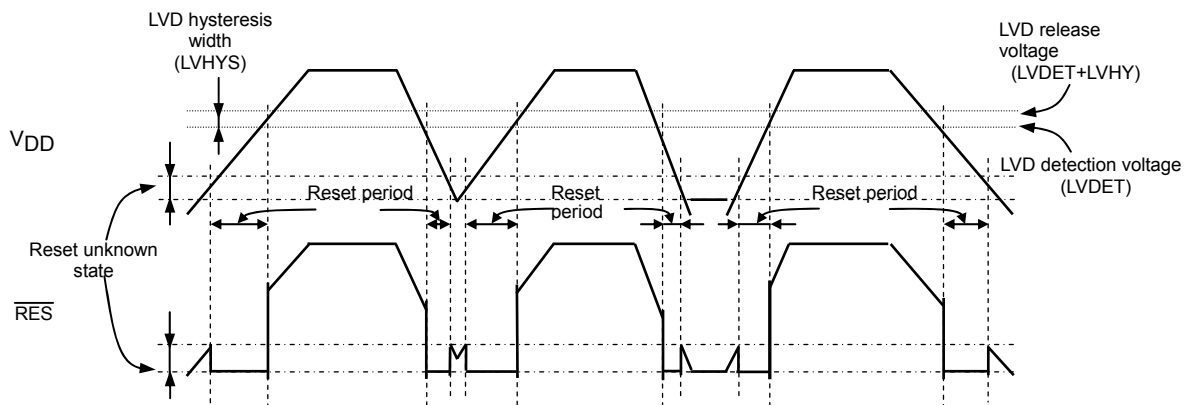 LVD hysteresis
width
(LVHYS)
LVD release
voltage
(LVDET+LVHY)
VDD
LVD detection voltage
(LVDET)
Reset period
Reset
period
Reset period
Reset unknown
state
RES